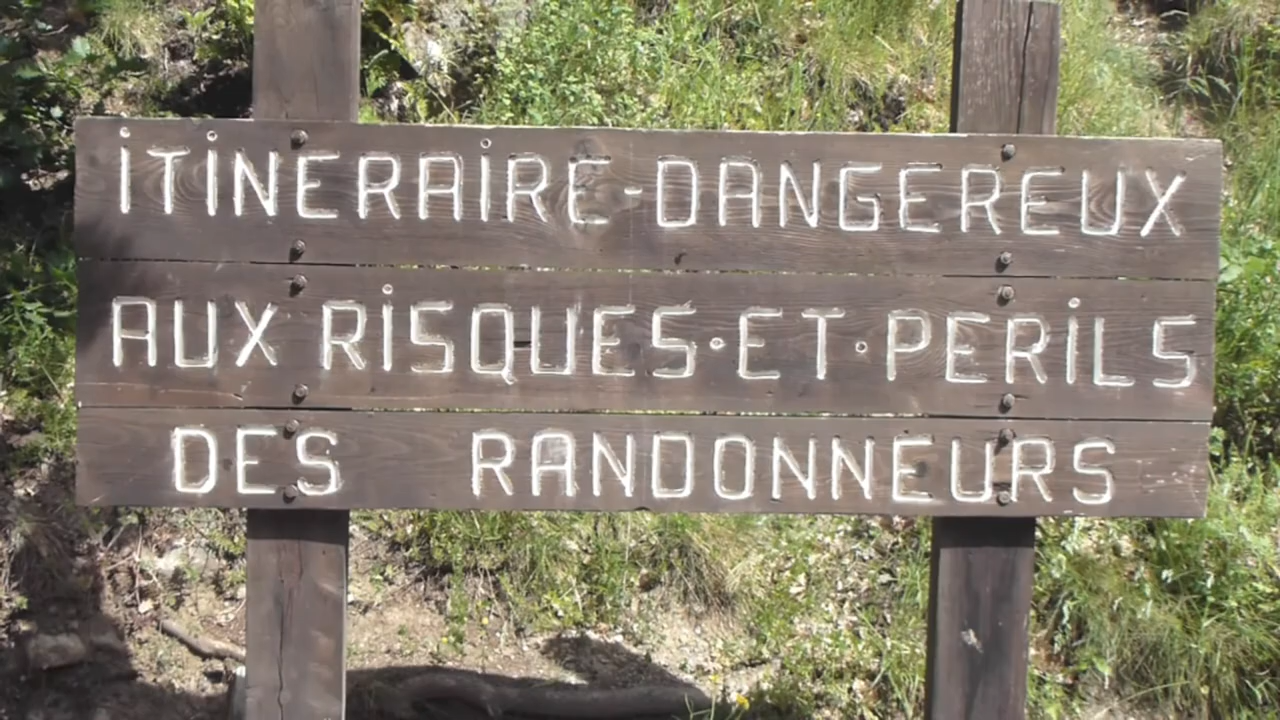 ITINERAIRE-DANGEREUX
AUX RISQUES·ET·PERILS
DES RANDONNEURS